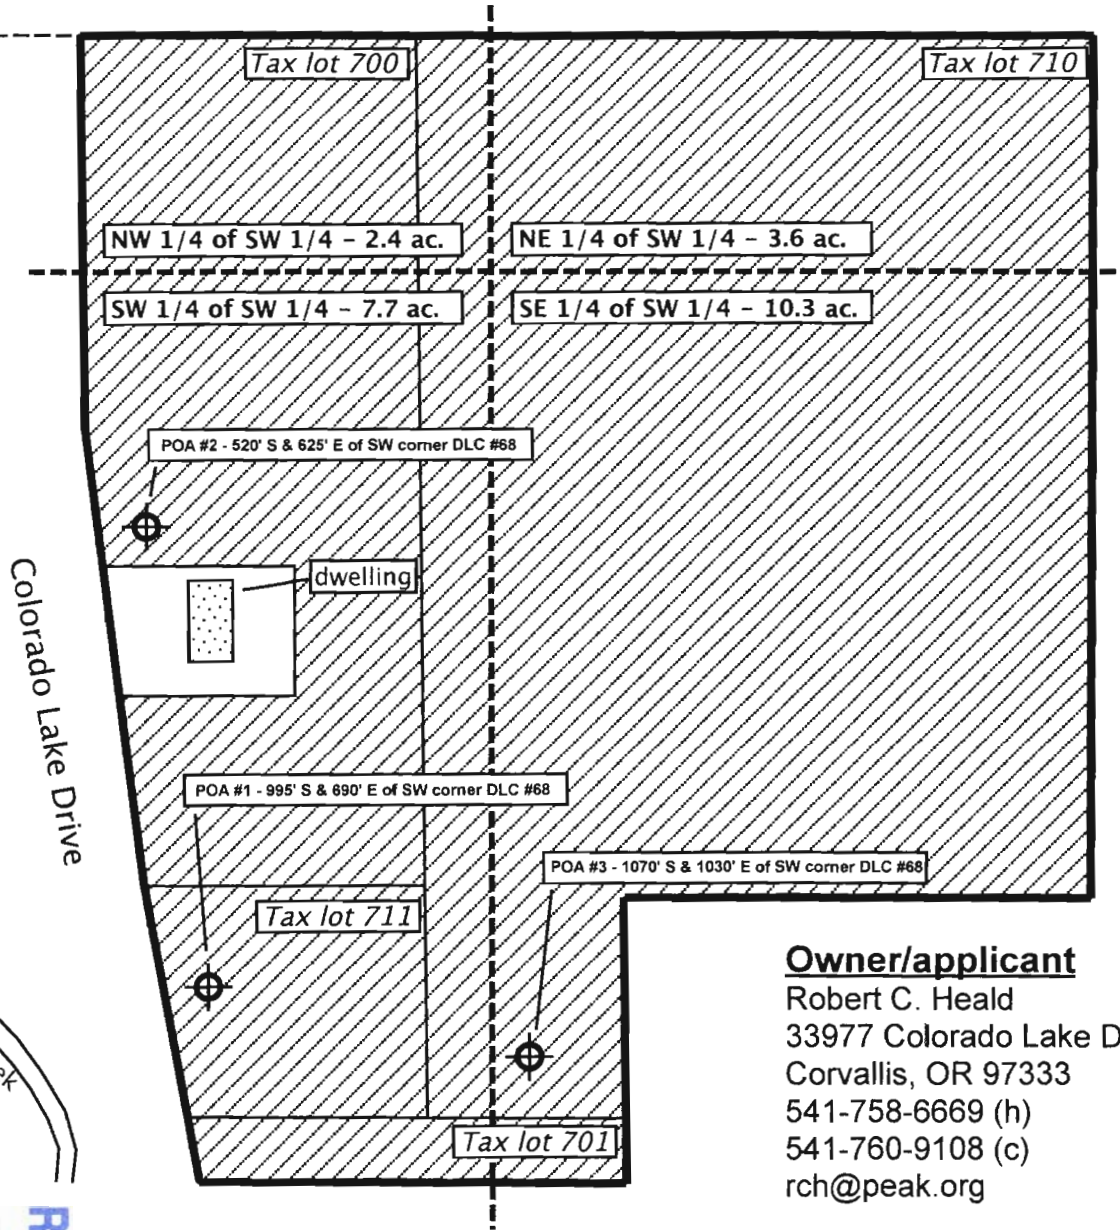 Tax lot 700
Tax lot 710
NW 1/4 of SW 1/4 - 2.4 ac.
NE 1/4 of SW 1/4 - 3.6 ac.
SW 1/4 of SW 1/4 - 7.7 ac.
SE 1/4 of SW 1/4 - 10.3 ac.
POA #2 - 520' S & 625' E of SW corner DLC #68
dwelling
Colorado Lake Drive
POA #1 - 995' S & 690' E of SW corner DLC #68
POA #3 - 1070' S & 1030' E of SW corner DLC #68
Tax lot 711
Owner/applicant
Robert C. Heald
33977 Colorado Lake D
Corvallis, OR 97333
541-758-6669 (h)
541-760-9108 (c)
rch@peak.org
Tax lot 701
ek
R